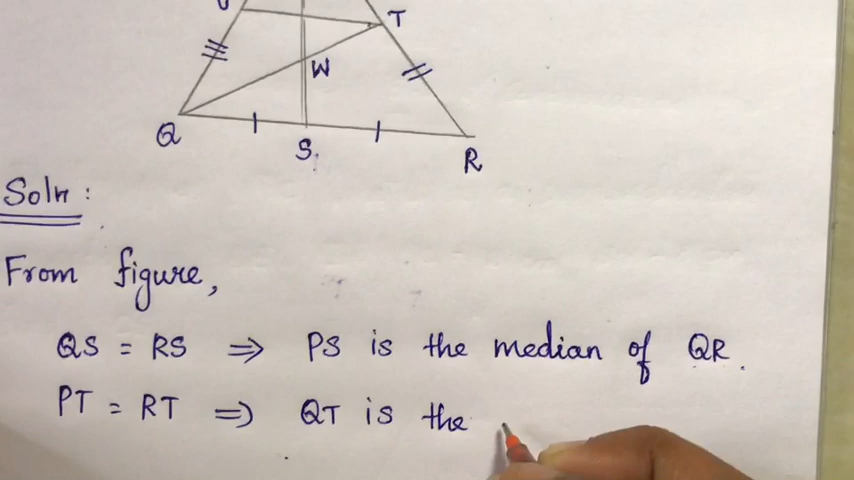 T
W
Q
S
R
Soln :
From figure,
QS = RS ⇒ PS is the median of QR.
PT = RT ⇒ QT is the